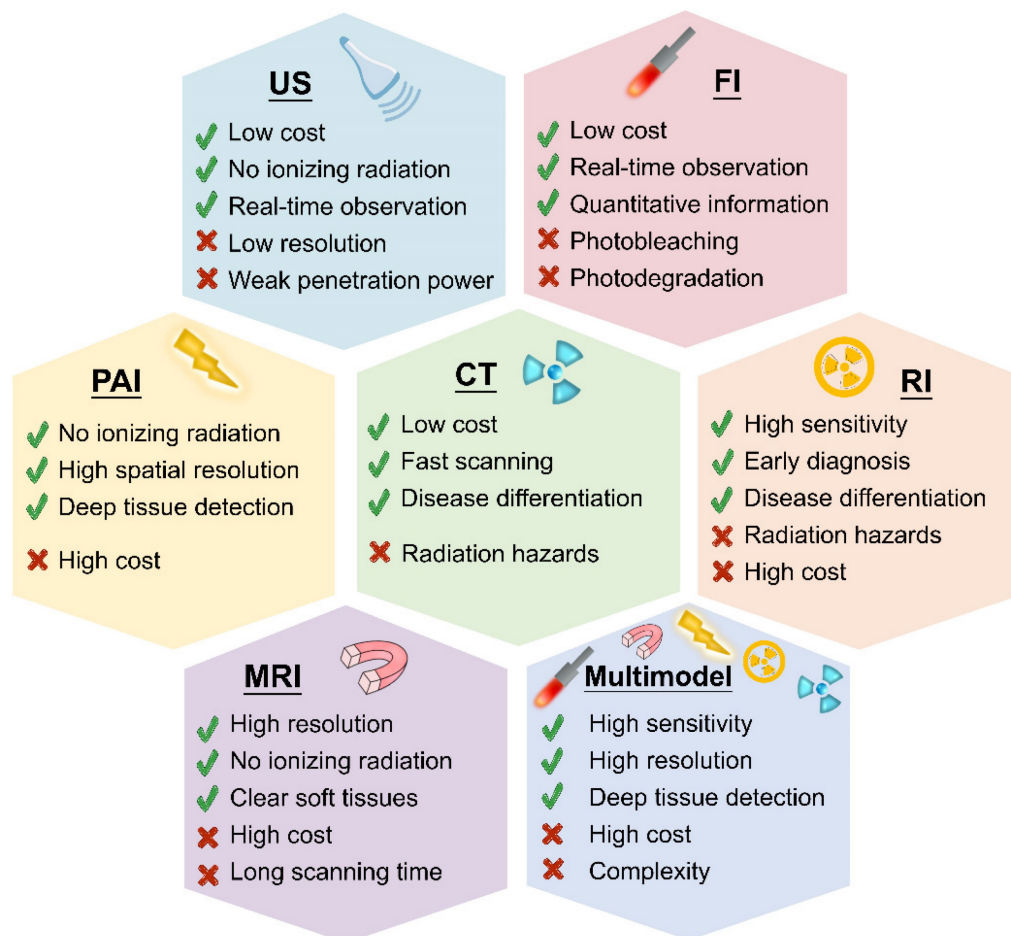 US
Low cost
No ionizing radiation
Real-time observation
Low resolution
Weak penetration power
FI
Low cost
Real-time observation
Quantitative information
Photobleaching
Photodegradation
PAI
No ionizing radiation
High spatial resolution
Deep tissue detection
High cost
CT
Low cost
Fast scanning
Disease differentiation
Radiation hazards
RI
High sensitivity
Early diagnosis
Disease differentiation
Radiation hazards
High cost
MRI
High resolution
No ionizing radiation
Clear soft tissues
High cost
Long scanning time
Multimodel
High sensitivity
High resolution
Deep tissue detection
High cost
Complexity